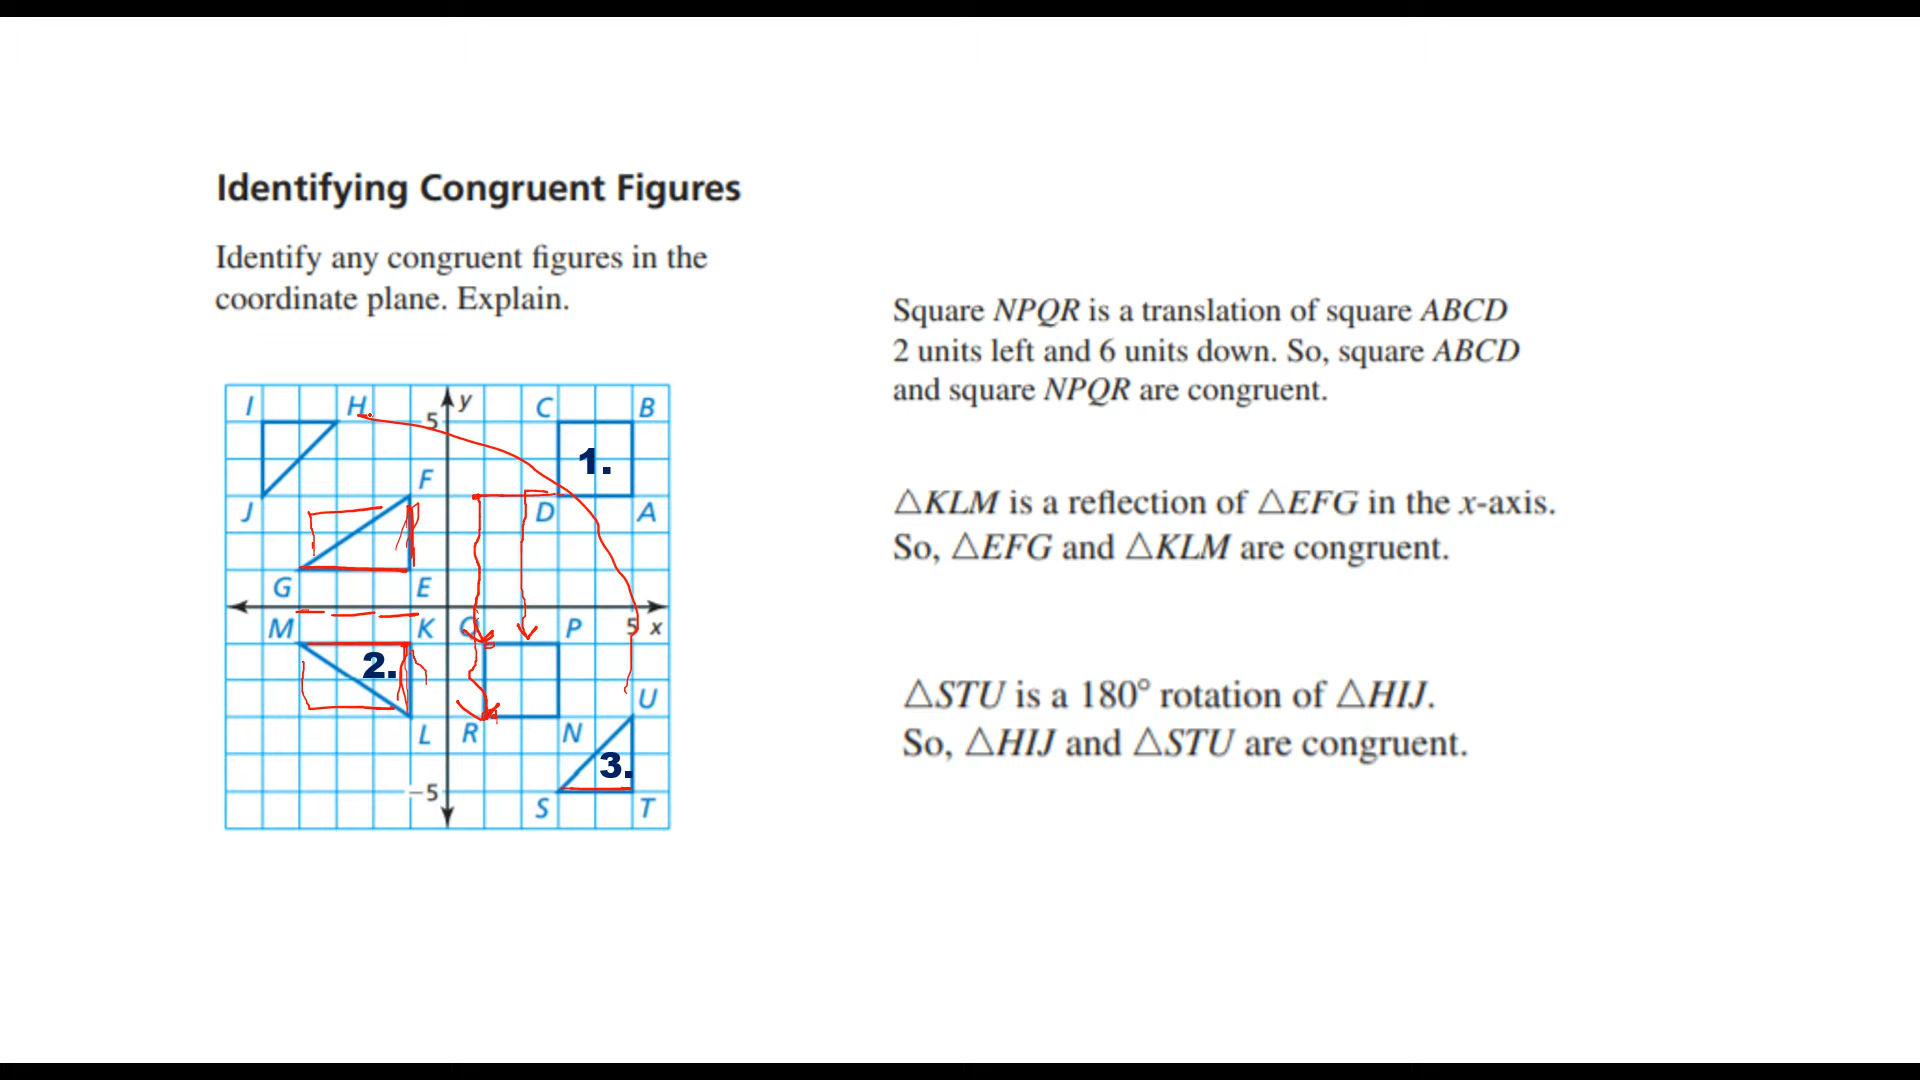 Identifying Congruent Figures
Identify any congruent figures in the
coordinate plane. Explain.
Square NPQR is a translation of square ABCD
2 units left and 6 units down. So, square ABCD
and square NPQR are congruent.
I H 5 y C B
1.
F
J D A
G E
M K Q P 5 x
2.
U
L R N
3.
−5
S T
△KLM is a reflection of △EFG in the x-axis.
So, △EFG and △KLM are congruent.
△STU is a 180° rotation of △HIJ.
So, △HIJ and △STU are congruent.